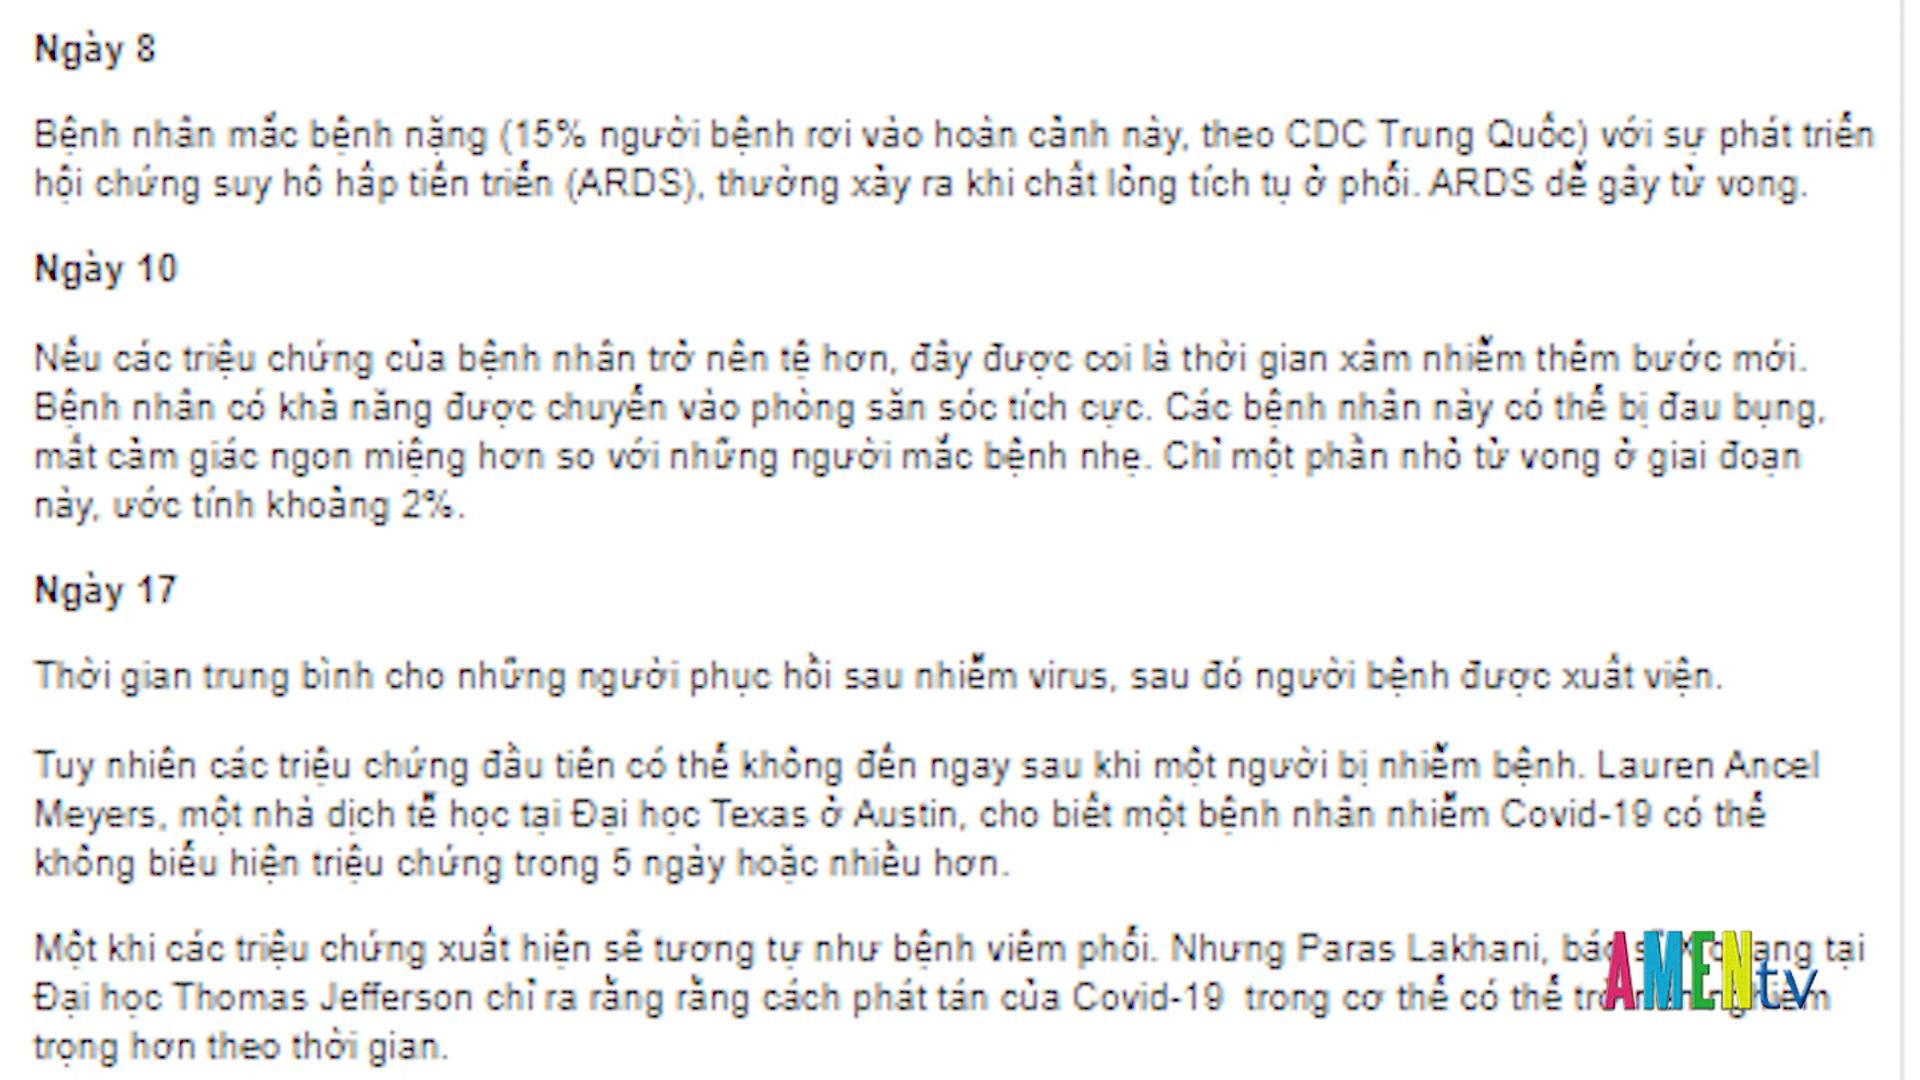 Ngày 8
Bệnh nhân mắc bệnh nặng (15% người bệnh rơi vào hoàn cảnh này, theo CDC Trung Quốc) với sự phát triển
hội chứng suy hô hấp tiến triển (ARDS), thường xảy ra khi chất lỏng tích tụ ở phổi. ARDS dễ gây tử vong.
Ngày 10
Nếu các triệu chứng của bệnh nhân trở nên tệ hơn, đây được coi là thời gian xâm nhiễm thêm bước mới.
Bệnh nhân có khả năng được chuyển vào phòng săn sóc tích cực. Các bệnh nhân này có thể bị đau bụng,
mất cảm giác ngon miệng hơn so với những người mắc bệnh nhẹ. Chỉ một phần nhỏ tử vong ở giai đoạn
này, ước tính khoảng 2%.
Ngày 17
Thời gian trung bình cho những người phục hồi sau nhiễm virus, sau đó người bệnh được xuất viện.
Tuy nhiên các triệu chứng đầu tiên có thể không đến ngay sau khi một người bị nhiễm bệnh. Lauren Ancel
Meyers, một nhà dịch tễ học tại Đại học Texas ở Austin, cho biết một bệnh nhân nhiễm Covid-19 có thể
không biểu hiện triệu chứng trong 5 ngày hoặc nhiều hơn.
Một khi các triệu chứng xuất hiện sẽ tương tự như bệnh viêm phổi. Nhưng Paras Lakhani, tại
Đại học Thomas Jefferson chỉ ra rằng rằng cách phát tán của Covid-19 trong cơ thể có thể
trọng hơn theo thời gian.
AMENtv